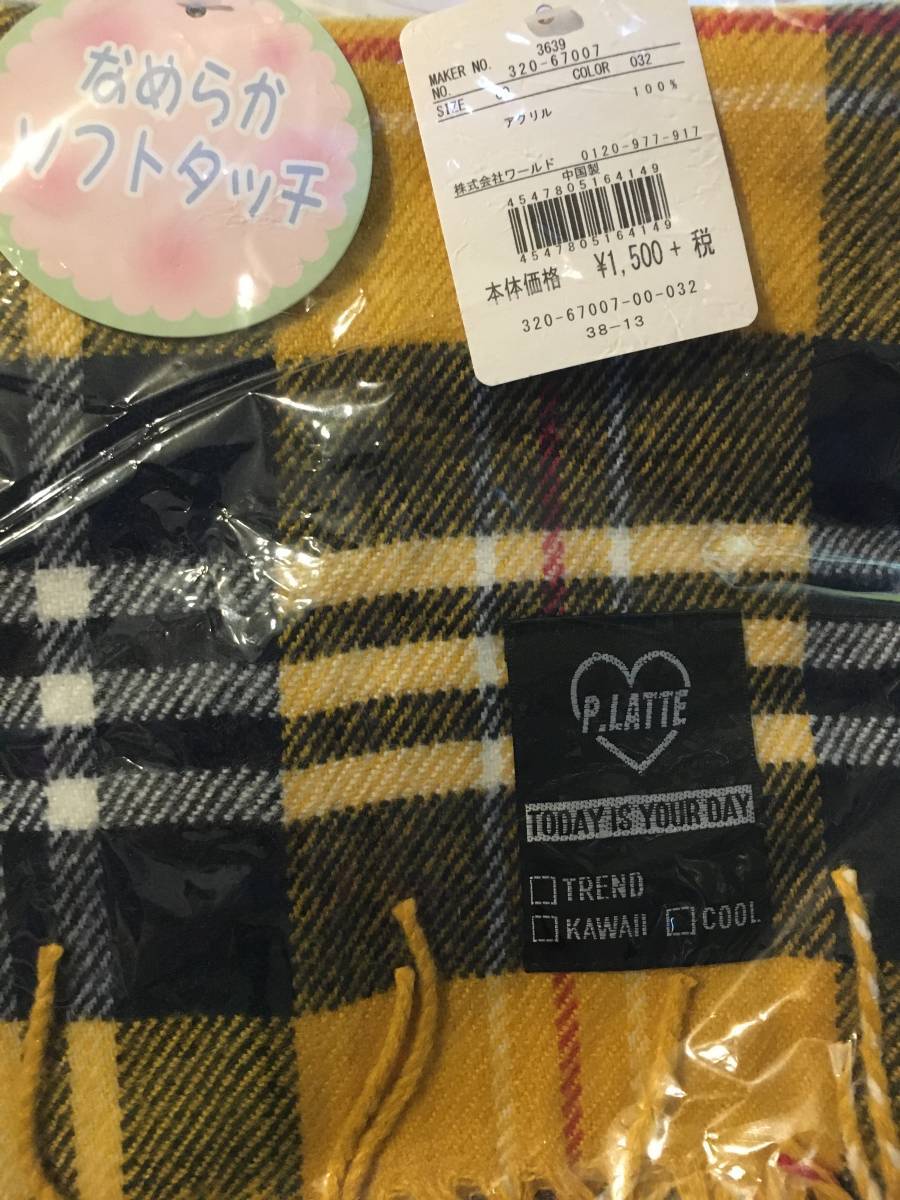 なめらか
ソフトタッチ
3639
MAKER NO. 320-67007
NO. COLOR 032
SIZE 00
アクリル 100%
株式会社ワールド 0120-977-917
中国製
4547805164149
4547805164149
本体価格 ¥1,500+税
320-67007-00-032
38-13
P.LATTE
TODAY IS YOUR DAY
TREND
KAWAII COOL